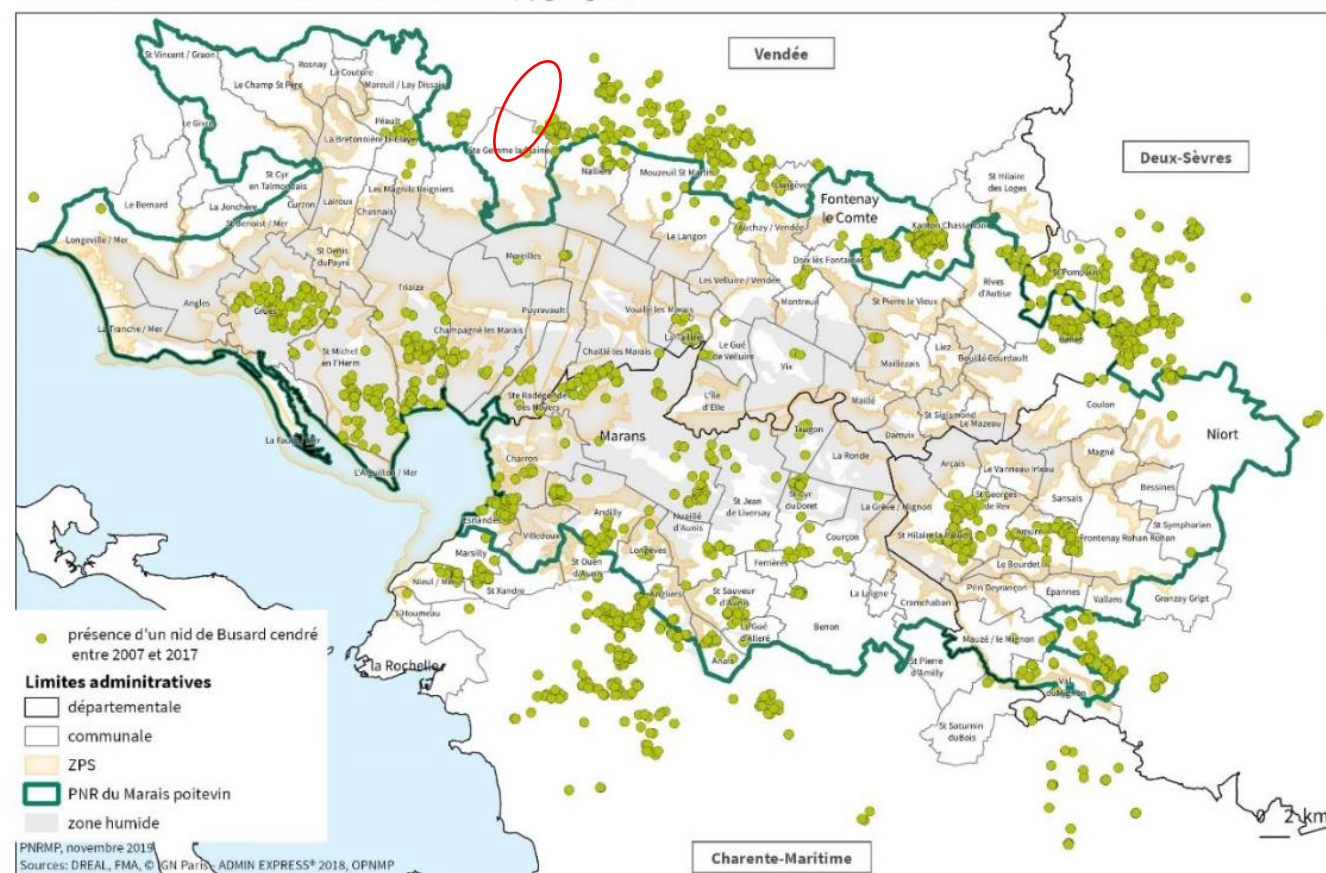 Vendée
Deux-Sèvres
Charente-Maritime
St Vincent / Graon
Rosnay
La Couture
Le Champ St Père
Mareuil / Lay Dissais
Le Givre
Péault
La Bretonnière la Claye
Ste Gemme la Plaine
St Cyr
en Talmondais
Les Magnils Reigniers
Nalliers
Mouzeuil St Martin
Longèves
St Hilaire
des Loges
Fontenay
le Comte
Le Bernard
La Jonchère
Curzon
Lairoux
Chasnais
St Benoist / Mer
Longeville / Mer
Le Langon
Auchay / Vendée
Xanton Chassenon
St Denis
du Payré
Moreilles
Doix lès Fontaines
St Pompain
Les Velluire / Vendée
Rives
d'Autise
Angles
Grues
Triaize
Puyravault
Vouillé les Marais
Montreuil
St Pierre le Vieux
La Tranche / Mer
Champagné les Marais
La Taillée
Benet
St Michel
en l'Herm
Chaillé les Marais
Le Gué
de Velluire
Vix
Liez
Bouillé Courdault
Maillezais
Ste Radégonde
des Noyers
L'île
d'Elle
Maillé
St Sigismond
Le Mazeau
Coulon
Niort
La Faute / Mer
L'Aiguillon / Mer
Marans
Taugon
Damvix
Magné
Charron
La Ronde
Arçais
Le Vanneau Irleau
Bessines
St Georges
de Rex
Sansais
Esnandes
Andilly
Nuaillé
d'Aunis
St Jean
de Liversay
St Cyr
du Doret
La Grève / Mignon
St Symphorien
Villedoux
Courçon
St Hilaire la Palud
Amuré
Frontenay Rohan Rohan
Marsilly
Longèves
St Ouen
d'Aunis
Ferrières
Le Bourdet
St Xandre
Angliers
St Sauveur
d'Aunis
La Laigne
Cramchaban
Prin Deyrançon
Épannes
Vallans
Granzay Gript
Houmeau
Le Gué
d'Alleré
Benon
Mauzé / le Mignon
la Rochelle
Anais
St Pierre
d'Amilly
Val
du Mignon
St Saturnin
du Bois
présence d'un nid de Busard cendré
entre 2007 et 2017
Limites adminitratives
départementale
communale
ZPS
PNR du Marais poitevin
zone humide
0 2 km
PNRMP, novembre 2019
Sources: DREAL, FMA, © IGN Paris - ADMIN EXPRESS® 2018, OPNMP